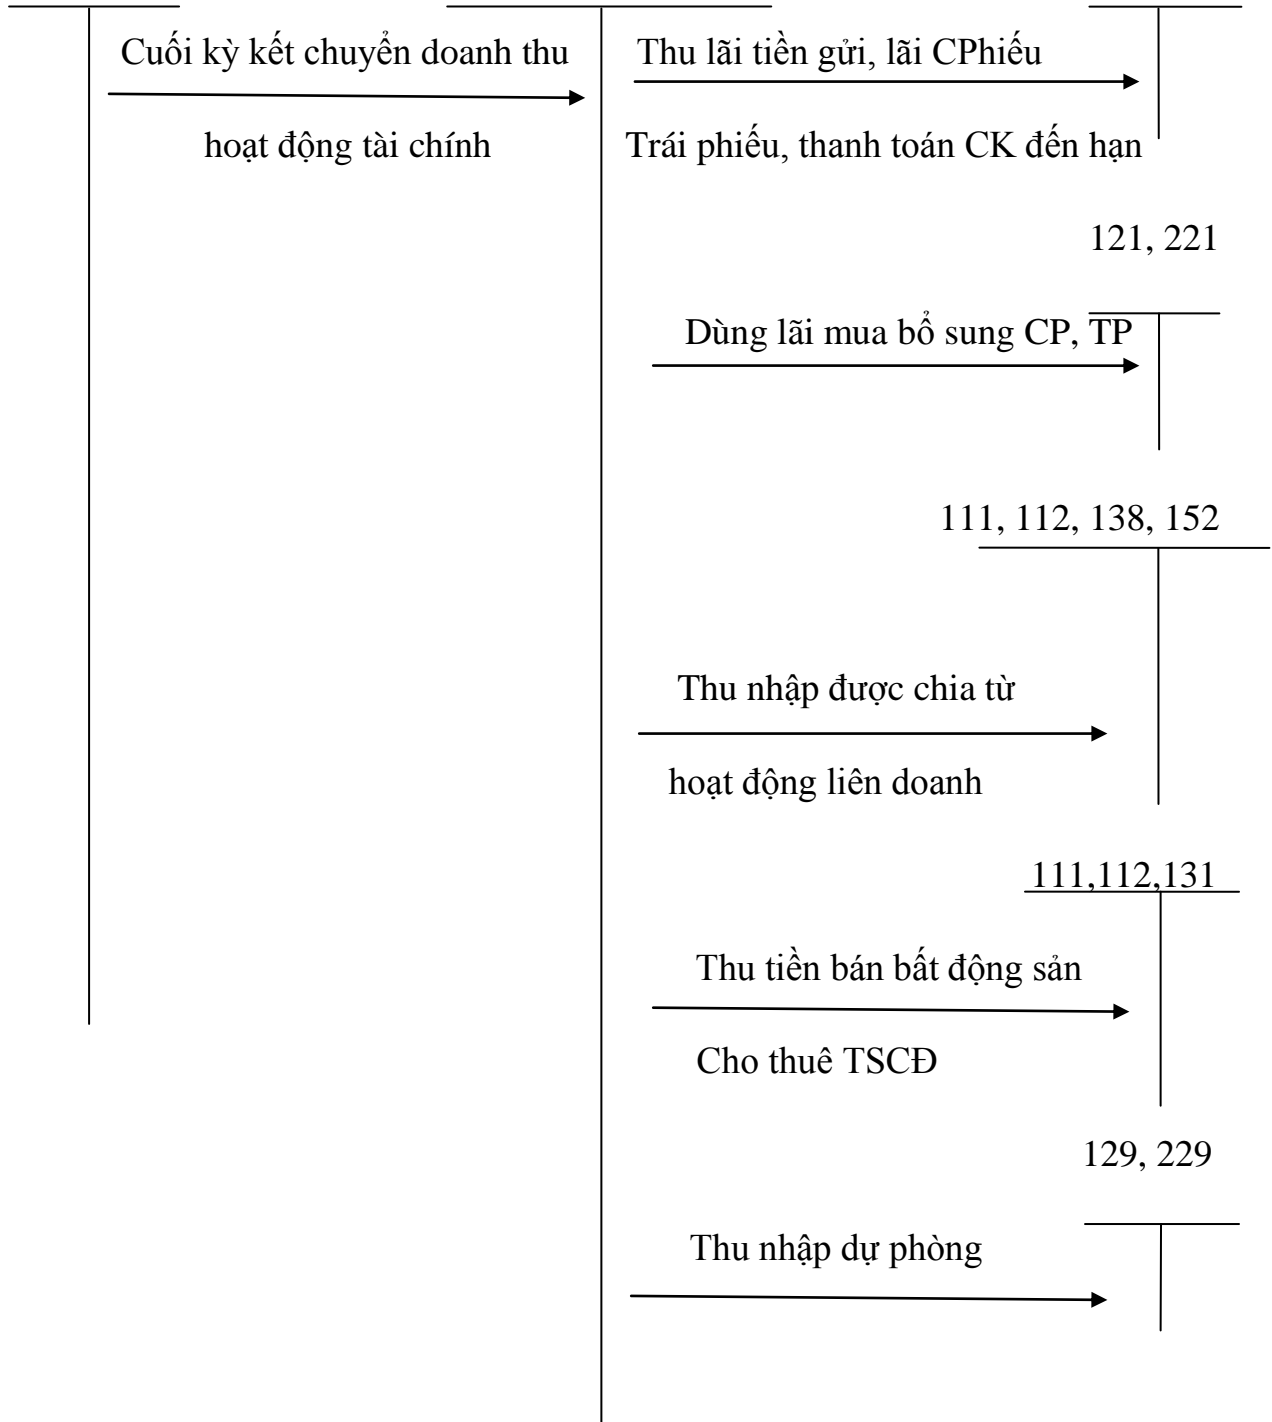 Cuối kỳ kết chuyển doanh thu
hoạt động tài chính
Thu lãi tiền gửi, lãi CPhiếu
Trái phiếu, thanh toán CK đến hạn
121, 221
Dùng lãi mua bổ sung CP, TP
111, 112, 138, 152
Thu nhập được chia từ
hoạt động liên doanh
111,112,131
Thu tiền bán bất động sản
Cho thuê TSCĐ
129, 229
Thu nhập dự phòng